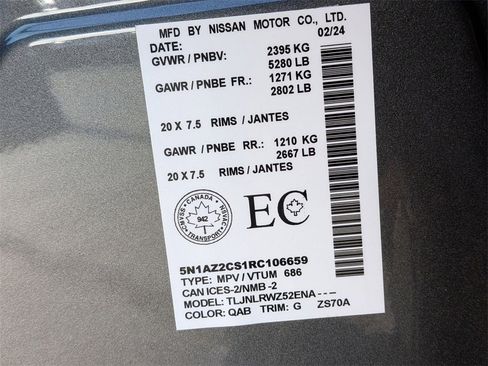 MFD BY NISSAN MOTOR CO., LTD.
DATE: 02/24
GVWR / PNBV: 2395 KG
5280 LB
GAWR / PNBE FR.: 1271 KG
2802 LB
20 X 7.5 RIMS / JANTES
GAWR / PNBE RR.: 1210 KG
2667 LB
20 X 7.5 RIMS / JANTES
CANADA
942
TRANSPORT
EC
5N1AZ2CS1RC106659
TYPE: MPV / VTUM 686
CAN ICES-2/NMB-2
MODEL: TLJNLRWZ52ENA - - --
COLOR: QAB TRIM: G ZS70A